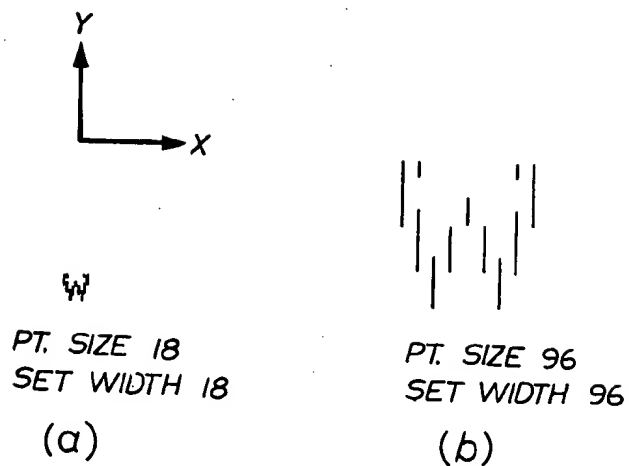 Y
X
W
PT. SIZE 18
SET WIDTH 18
(a)
W
PT. SIZE 96
SET WIDTH 96
(b)